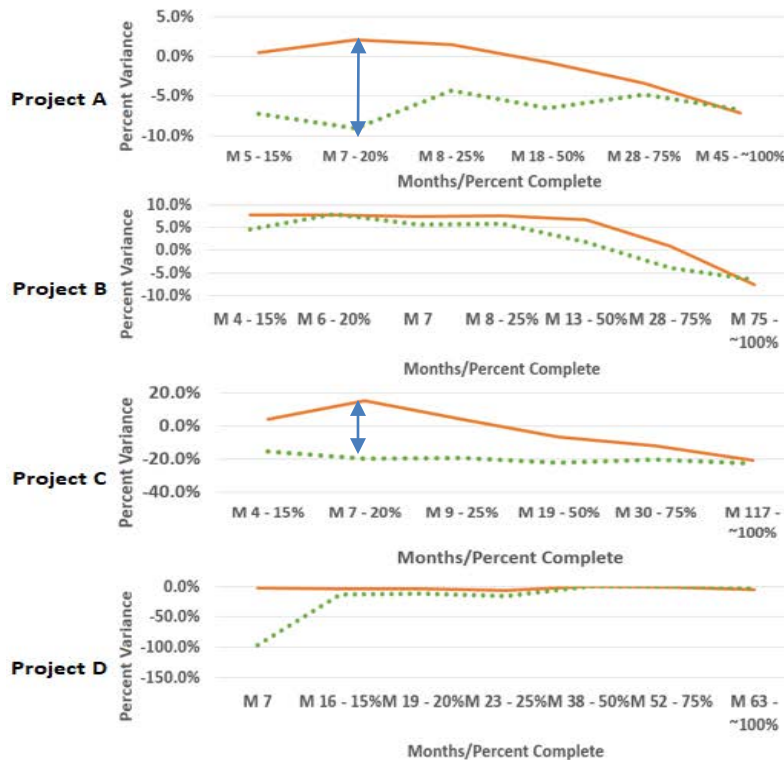 Project A
Percent Variance
5.0%
0.0%
-5.0%
-10.0%
M 5 - 15% M 7 - 20% M 8 - 25% M 18 - 50% M 28 - 75% M 45 - ~100%
Months/Percent Complete
Project B
Percent Variance
10.0%
5.0%
0.0%
-5.0%
-10.0%
M 4 - 15% M 6 - 20% M 7 M 8 - 25% M 13 - 50% M 28 - 75% M 75 -
~100%
Project C
Percent Variance
20.0%
0.0%
-20.0%
-40.0%
M 4 - 15% M 7 - 20% M 9 - 25% M 19 - 50% M 30 - 75% M 117 -
~100%
Months/Percent Complete
Project D
Percent Variance
0.0%
-50.0%
-100.0%
-150.0%
M 7 M 16 - 15% M 19 - 20% M 23 - 25% M 38 - 50% M 52 - 75% M 63 -
~100%
Months/Percent Complete